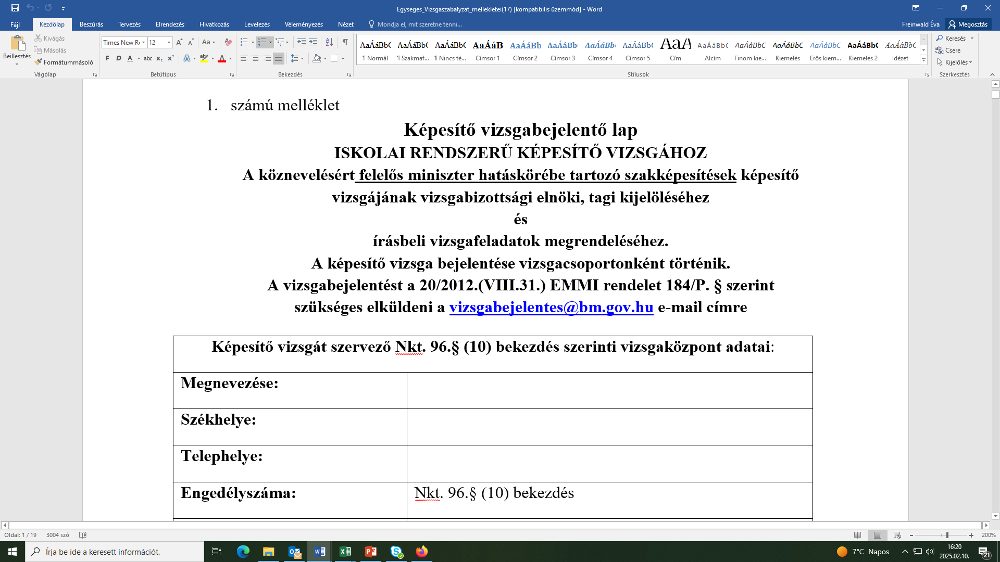 Egyseges_Vizsgaszabalyzat_mellekletei(17) [kompatibilis üzemmód] - Word
Fájl Kezdőlap Beszúrás Tervezés Elrendezés Hivatkozás Levelezés Véleményezés Nézet Mondja el, mit szeretne tenni... Freinwald Éva Megosztás
Beillesztés
Kivágás
Másolás
Formátummásoló
Vágólap
Times New R 12
F D A abc x₂ x²
Betűtípus
Bekezdés
AaÁáBbC AaÁáBbC AaÁáBbC AaÁáB AaÁáBb AaÁáBb AaÁáBb AaÁáBbC AaA AaÁáBbC AaÁáBbC AaÁáBbC AaÁáBbC AaÁáBbC AaÁáBbC
¶ Normál ¶ Szakmaf... ¶ Nincs té... Címsor 1 Címsor 2 Címsor 3 Címsor 4 Címsor 5 Cím Alcím Finom kie... Kiemelés Erős kiem... Kiemelés 2 Idézet
Stílusok
Keresés
Csere
Kijelölés
Szerkesztés
1. számú melléklet
Képesítő vizsgabejelentő lap
ISKOLAI RENDSZERŰ KÉPESÍTŐ VIZSGÁHOZ
A köznevelésért felelős miniszter hatáskörébe tartozó szakképesítések képesítő
vizsgájának vizsgabizottsági elnöki, tagi kijelöléséhez
és
írásbeli vizsgafeladatok megrendeléséhez.
A képesítő vizsga bejelentése vizsgacsoportonként történik.
A vizsgabejelentést a 20/2012.(VIII.31.) EMMI rendelet 184/P. § szerint
szükséges elküldeni a vizsgabejelentes@bm.gov.hu e-mail címre
Képesítő vizsgát szervező Nkt. 96.§ (10) bekezdés szerinti vizsgaközpont adatai:
Megnevezése:
Székhelye:
Telephelye:
Engedélyszáma: Nkt. 96.§ (10) bekezdés
Oldal: 1 / 19 3004 szó 200%
Írja be ide a keresett információt.
7°C Napos
16:20
2025.02.10.
21